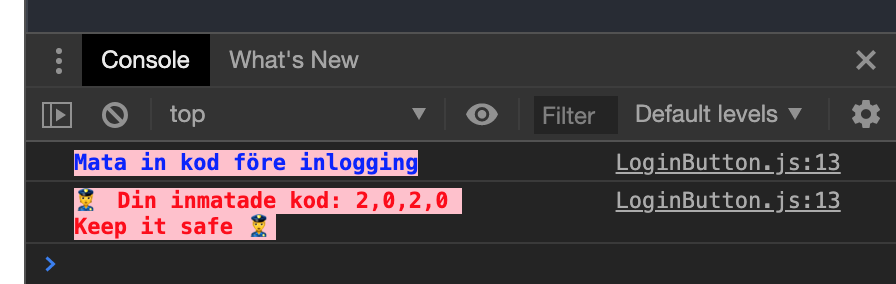 Console What's New
top Filter Default levels
Mata in kod före inlogging LoginButton.js:13
👮 Din inmatade kod: 2,0,2,0 LoginButton.js:13
Keep it safe 👮